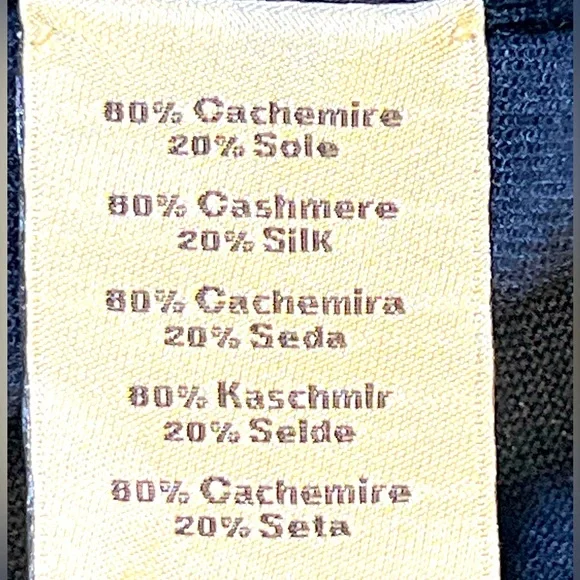 80% Cachemire
20% Soie
80% Cashmere
20% Silk
80% Cachemira
20% Seda
80% Kaschmir
20% Seide
80% Cachemire
20% Seta